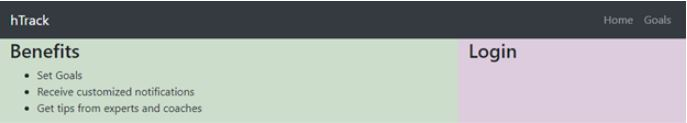 hTrack Home Goals
Benefits
Set Goals
Receive customized notifications
Get tips from experts and coaches
Login